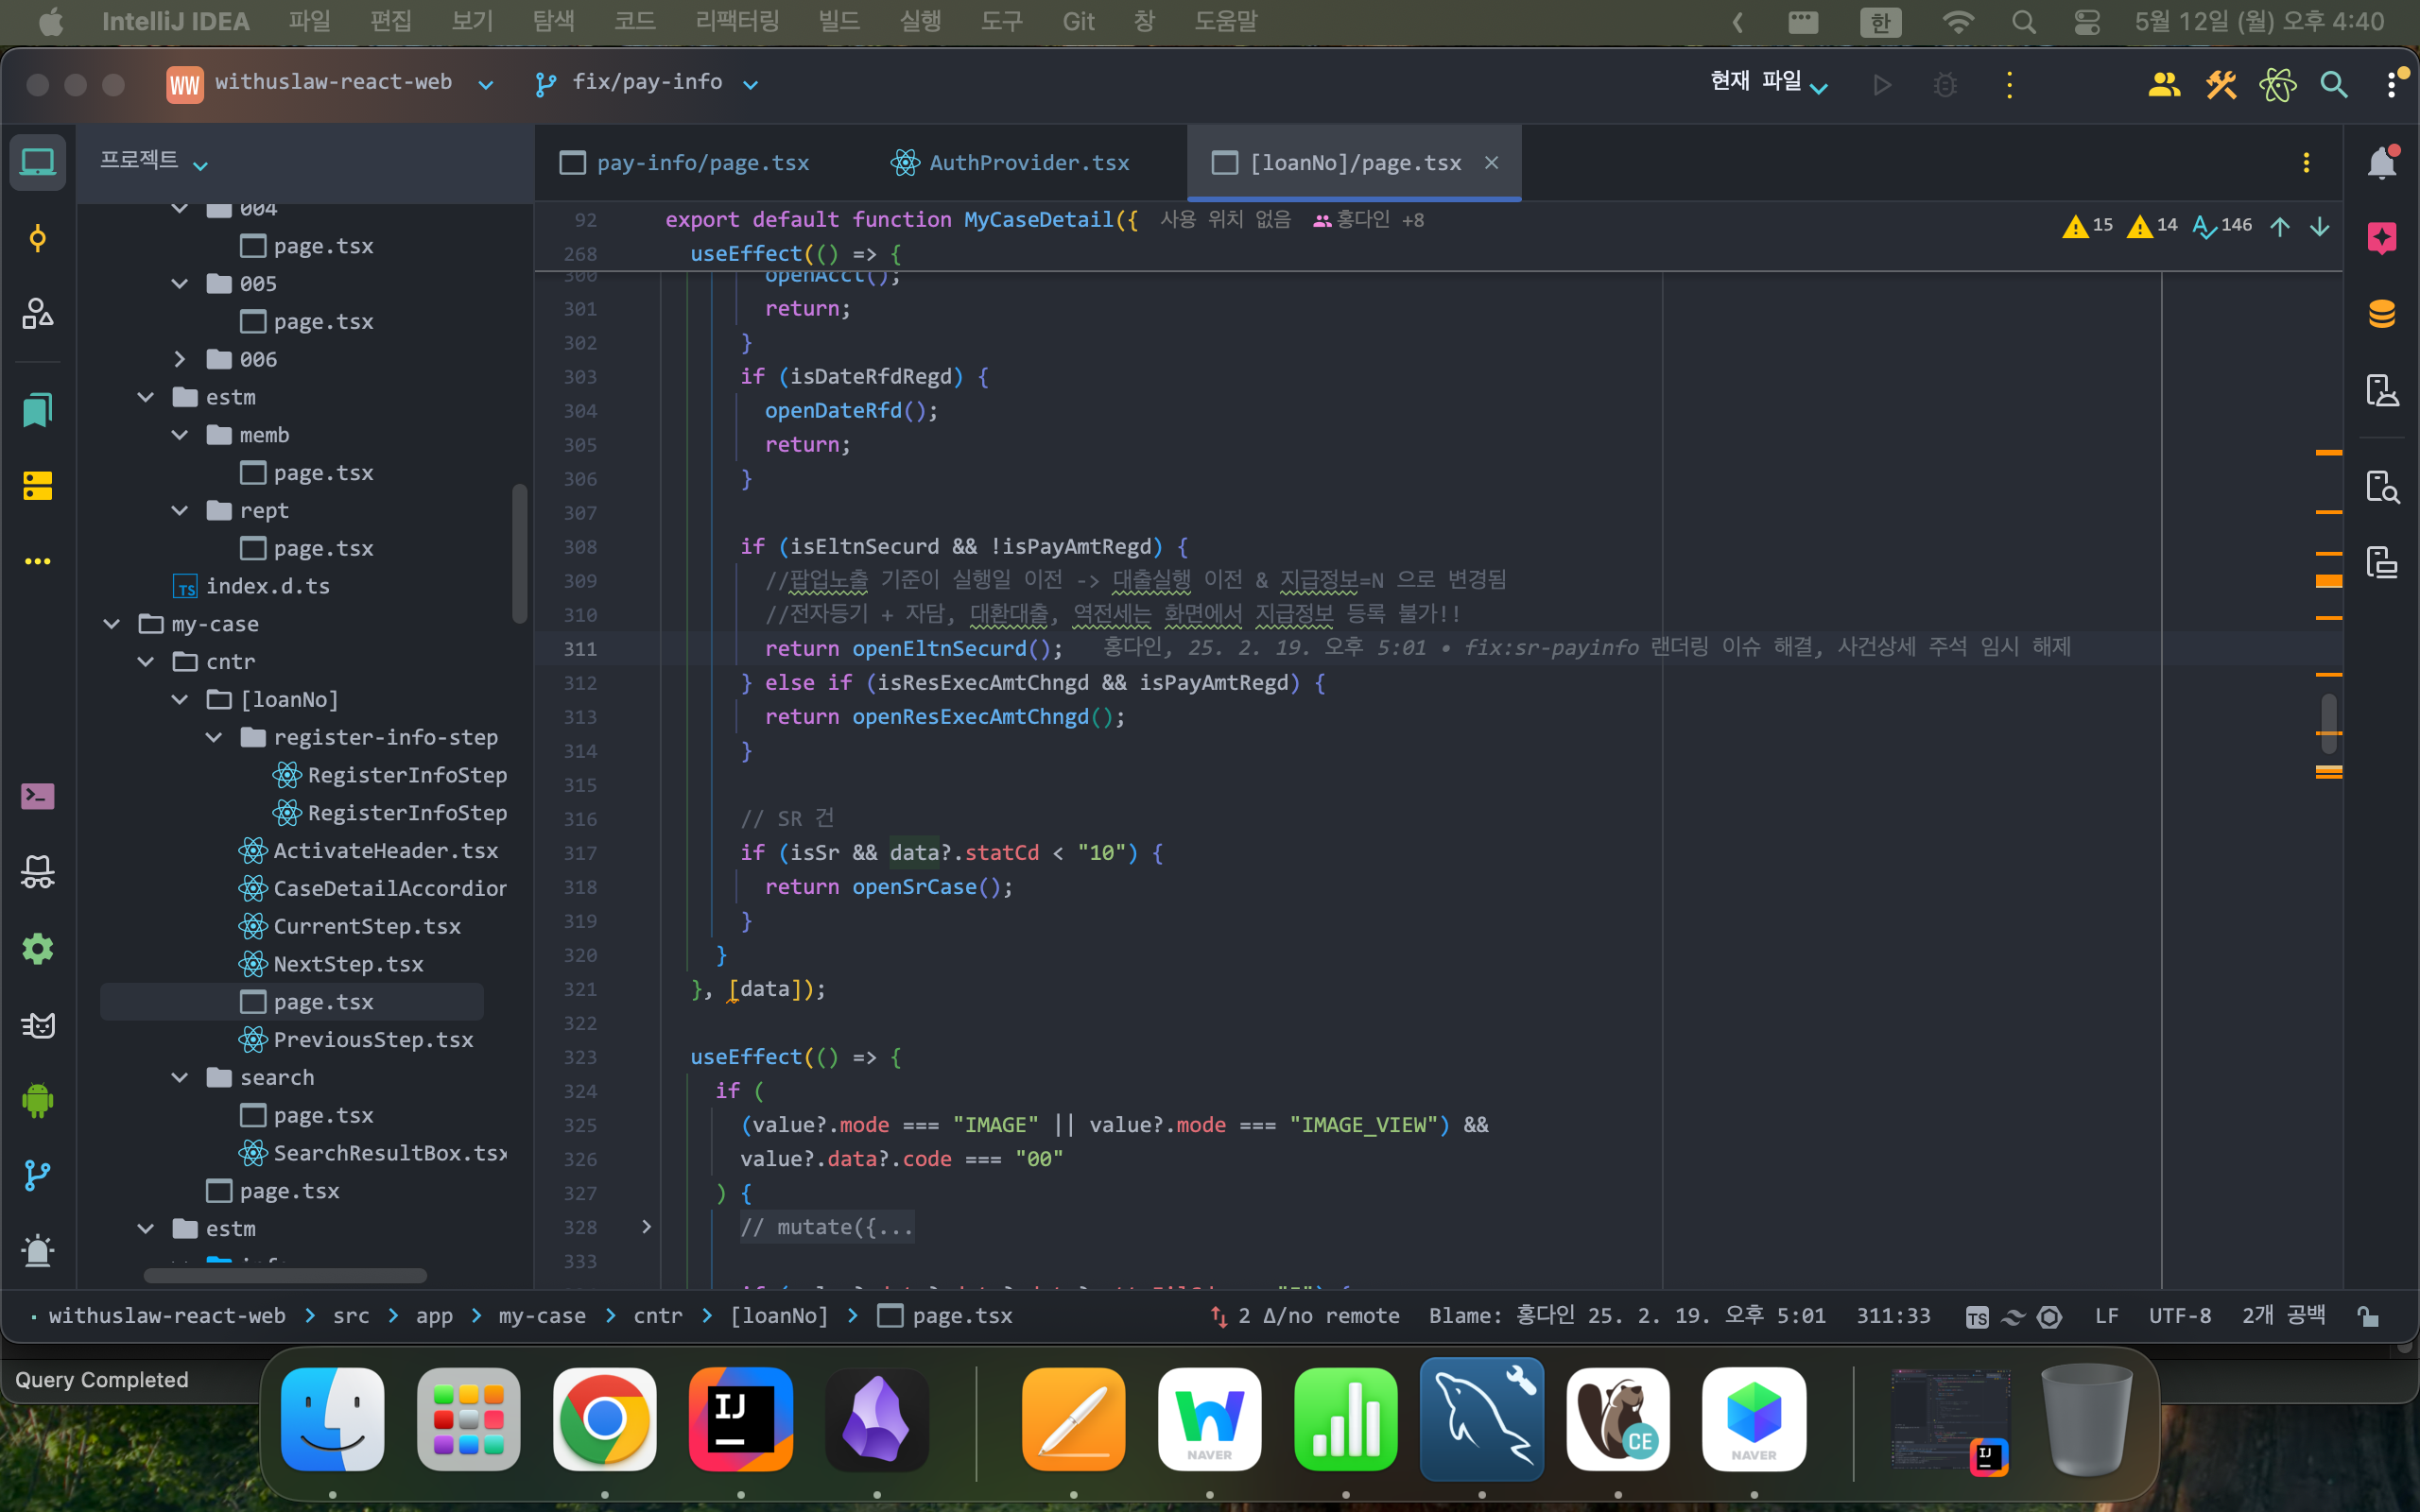 IntelliJ IDEA 파일 편집 보기 탐색 코드 리팩터링 빌드 실행 도구 Git 창 도움말 한 5월 12일 (월) 오후 4:40
WW withuslaw-react-web fix/pay-info 현재 파일
프로젝트
pay-info/page.tsx AuthProvider.tsx [loanNo]/page.tsx
004
page.tsx
005
page.tsx
006
estm
memb
page.tsx
rept
page.tsx
TS index.d.ts
my-case
cntr
[loanNo]
register-info-step
RegisterInfoStep
RegisterInfoStep
ActivateHeader.tsx
CaseDetailAccordion
CurrentStep.tsx
NextStep.tsx
page.tsx
PreviousStep.tsx
search
page.tsx
SearchResultBox.tsx
page.tsx
estm
92 export default function MyCaseDetail({ 사용 위치 없음 홍다인 +8
15 14 146
268 useEffect(() => {
300 openAcct();
301 return;
302 }
303 if (isDateRfdRegd) {
304 openDateRfd();
305 return;
306 }
307
308 if (isEltnSecurd && !isPayAmtRegd) {
309 //팝업노출 기준이 실행일 이전 -> 대출실행 이전 & 지급정보=N 으로 변경됨
310 //전자등기 + 자담, 대환대출, 역전세는 화면에서 지급정보 등록 불가!!
311 return openEltnSecurd(); 홍다인, 25. 2. 19. 오후 5:01 • fix:sr-payinfo 랜더링 이슈 해결, 사건상세 주석 임시 해제
312 } else if (isResExecAmtChngd && isPayAmtRegd) {
313 return openResExecAmtChngd();
314 }
315
316 // SR 건
317 if (isSr && data?.statCd < "10") {
318 return openSrCase();
319 }
320 }
321 }, [data]);
322
323 useEffect(() => {
324 if (
325 (value?.mode === "IMAGE" || value?.mode === "IMAGE_VIEW") &&
326 value?.data?.code === "00"
327 ) {
328 // mutate({...
333
withuslaw-react-web > src > app > my-case > cntr > [loanNo] > page.tsx 2 Δ/no remote Blame: 홍다인 25. 2. 19. 오후 5:01 311:33 TS LF UTF-8 2개 공백
Query Completed
IJ
NAVER
CE
NAVER
IJ